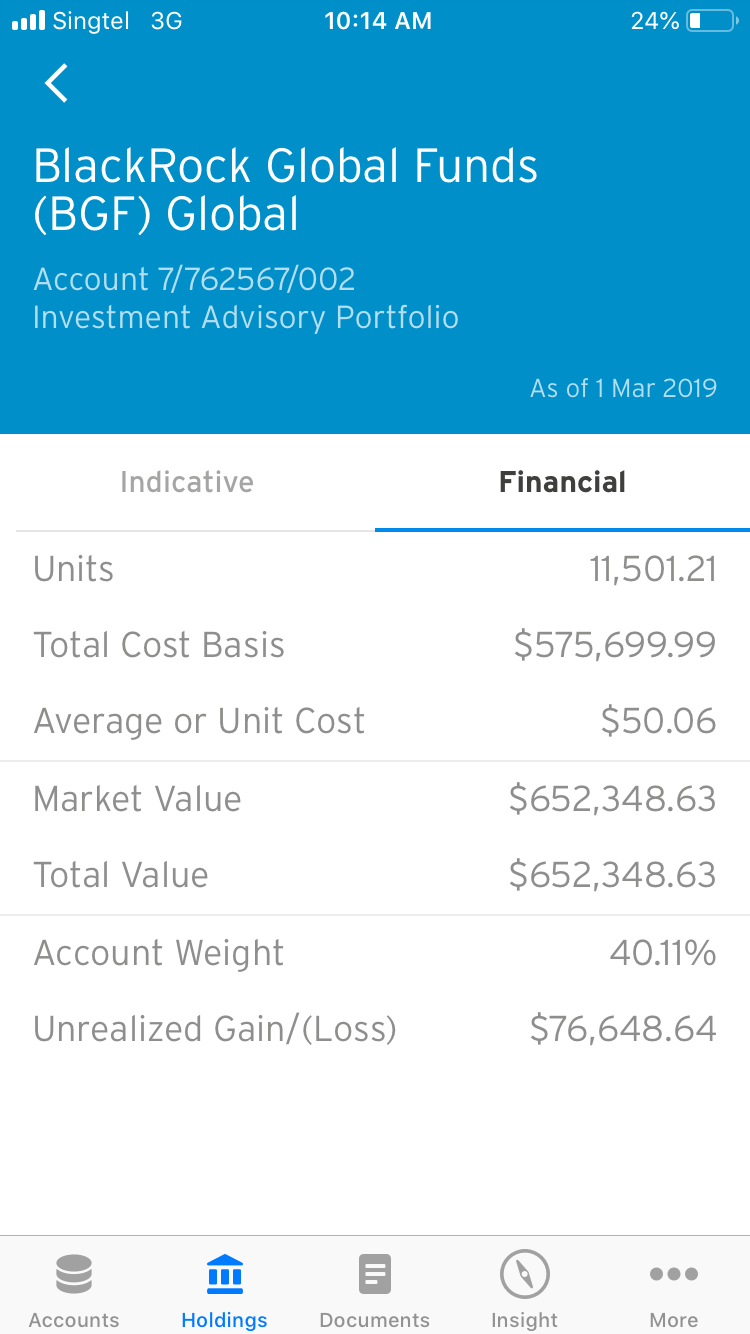 Singtel 3G 10:14 AM 24%
BlackRock Global Funds
(BGF) Global
Account 7/762567/002
Investment Advisory Portfolio
As of 1 Mar 2019
Indicative Financial
Units 11,501.21
Total Cost Basis $575,699.99
Average or Unit Cost $50.06
Market Value $652,348.63
Total Value $652,348.63
Account Weight 40.11%
Unrealized Gain/(Loss) $76,648.64
Accounts Holdings Documents Insight More